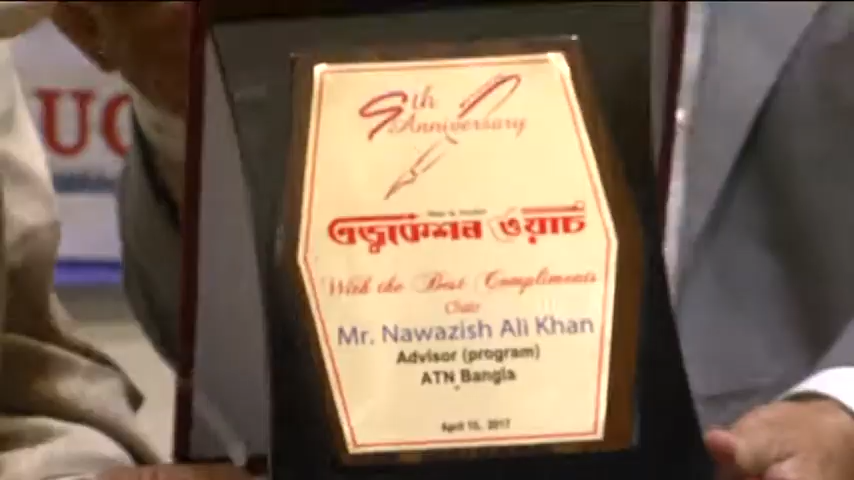 9th
Anniversary
এডুকেশন ওয়াচ
With the Best Compliments
Mr. Nawazish Ali Khan
Advisor (program)
ATN Bangla
April 15, 2017